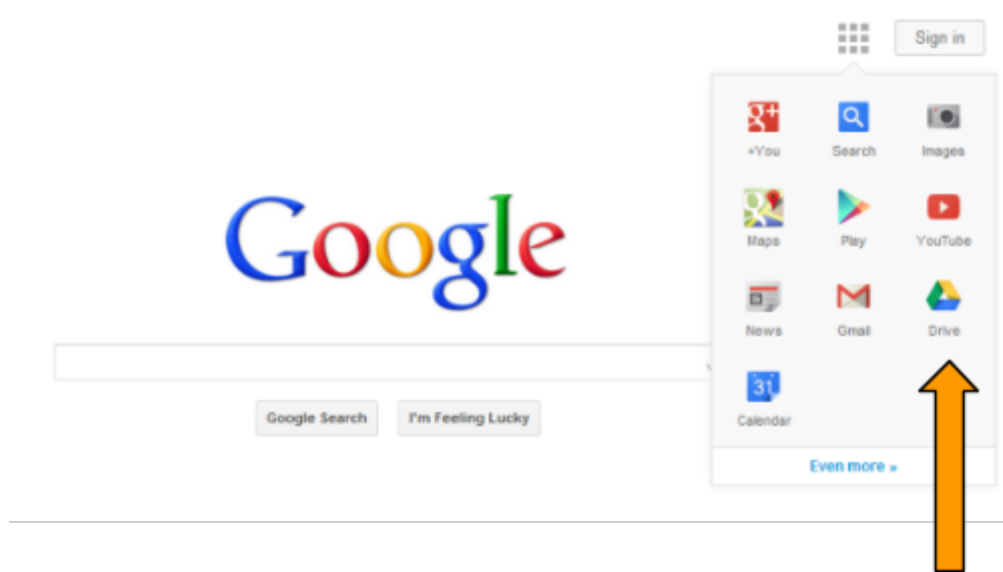 Sign in
g+
+You Search Images
Maps Play YouTube
News Gmail Drive
31
Calendar
Even more »
Google
Google Search I'm Feeling Lucky